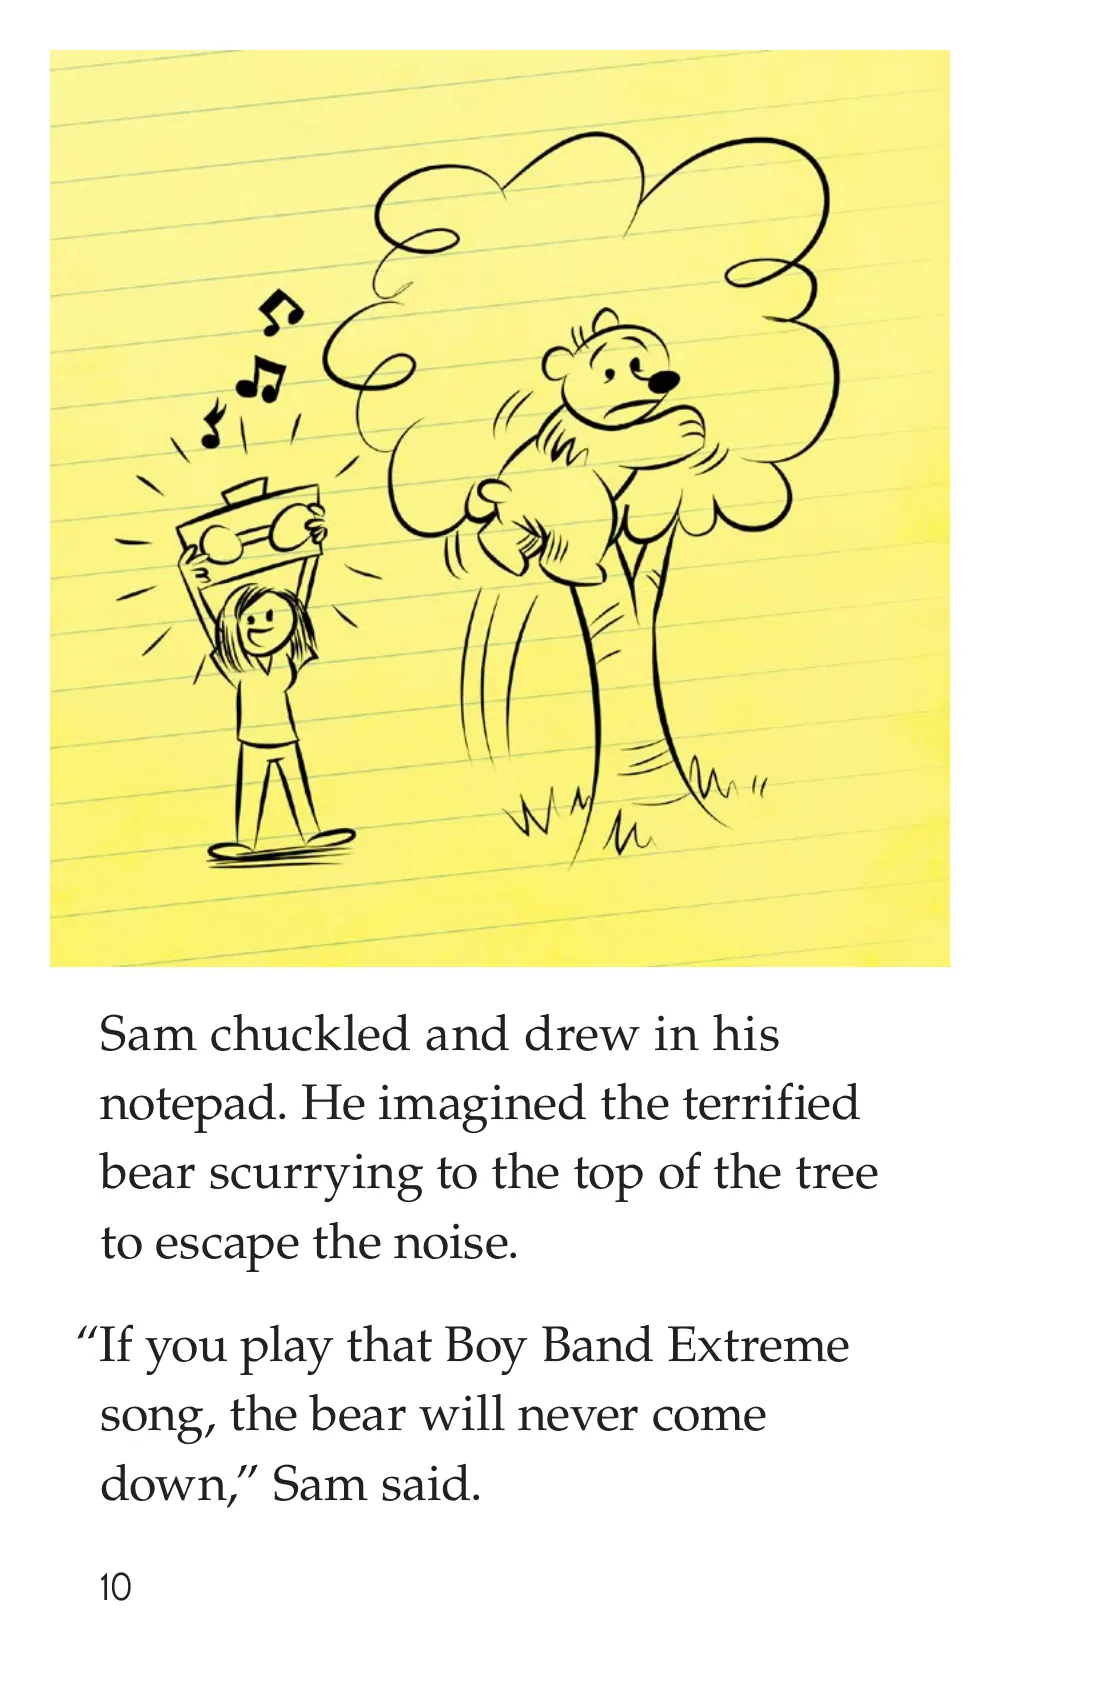 Sam chuckled and drew in his
notepad. He imagined the terrified
bear scurrying to the top of the tree
to escape the noise.
“If you play that Boy Band Extreme
song, the bear will never come
down,” Sam said.
10